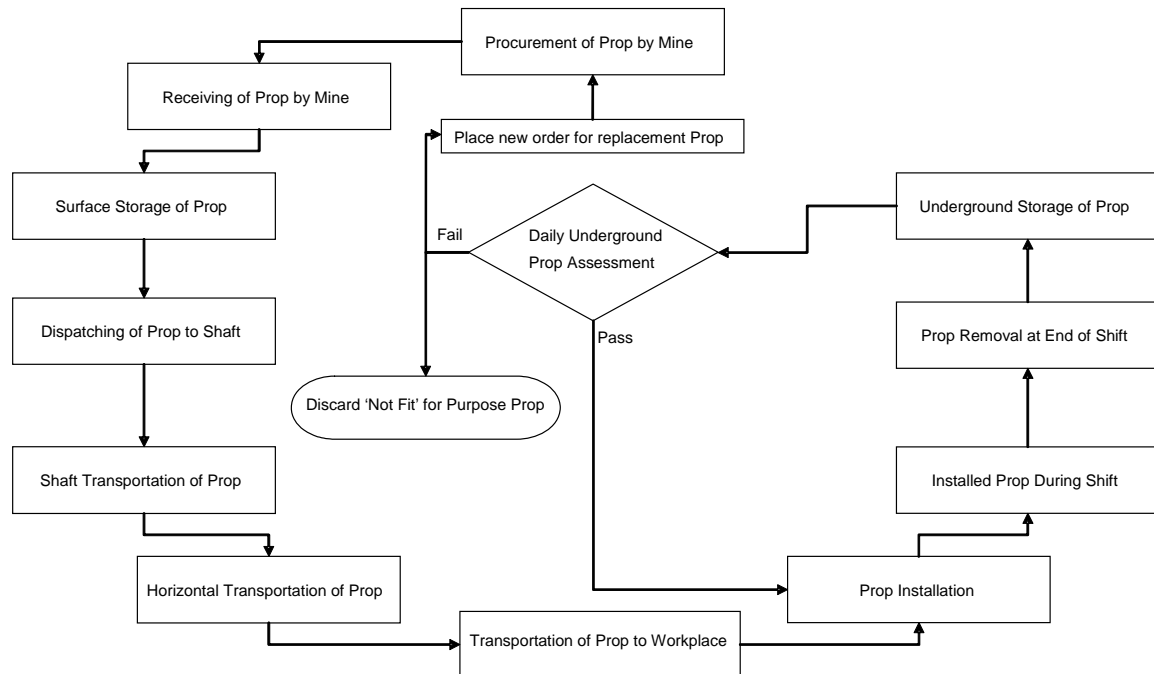 Procurement of Prop by Mine
Receiving of Prop by Mine
Place new order for replacement Prop
Surface Storage of Prop
Underground Storage of Prop
Fail
Daily Underground
Prop Assessment
Dispatching of Prop to Shaft
Pass
Prop Removal at End of Shift
Discard ‘Not Fit’ for Purpose Prop
Shaft Transportation of Prop
Installed Prop During Shift
Horizontal Transportation of Prop
Prop Installation
Transportation of Prop to Workplace